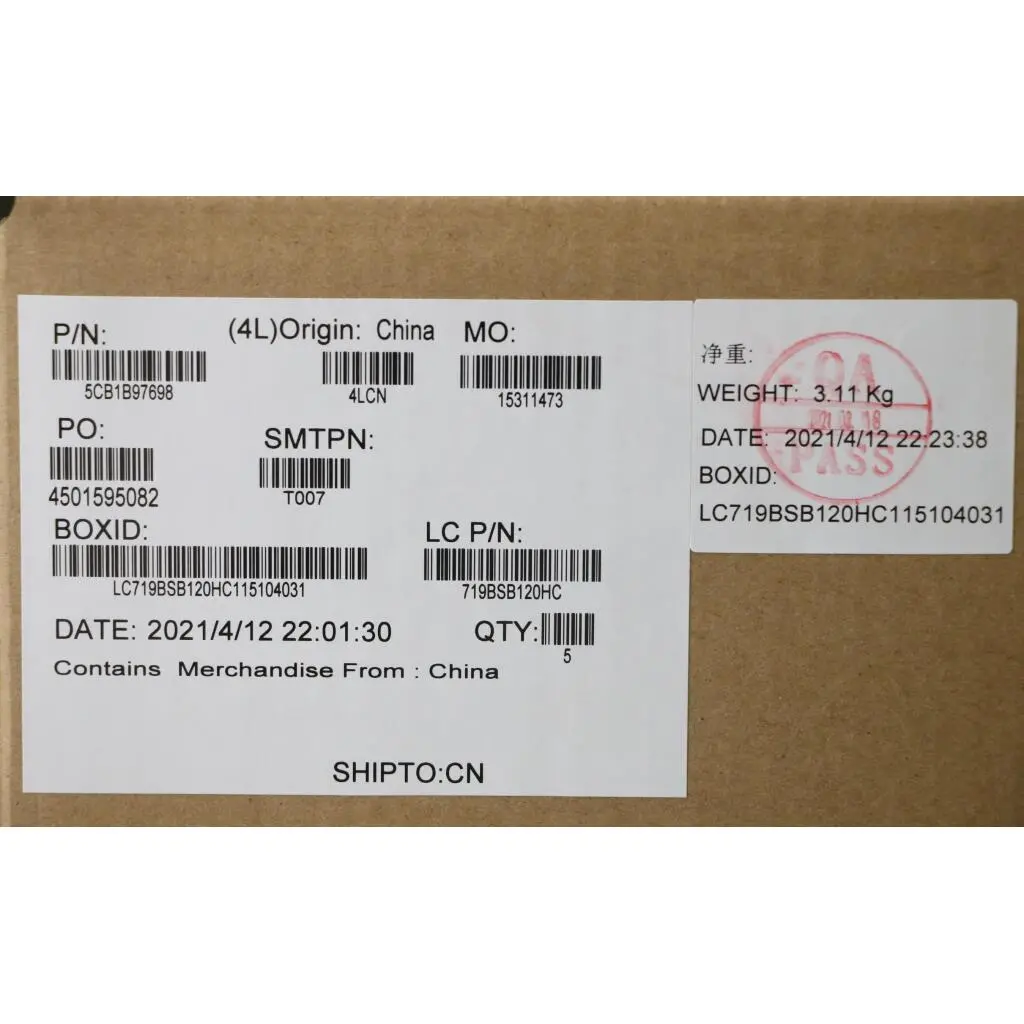 P/N:
5CB1B97698
(4L)Origin: China
4LCN
MO:
15311473
PO:
4501595082
SMTPN:
T007
BOXID:
LC719BSB120HC115104031
LC P/N:
719BSB120HC
DATE: 2021/4/12 22:01:30
QTY:
5
Contains Merchandise From : China
SHIPTO:CN
净重:
WEIGHT: 3.11 Kg
DATE: 2021/4/12 22:23:38
BOXID:
LC719BSB120HC115104031
QA
PASS